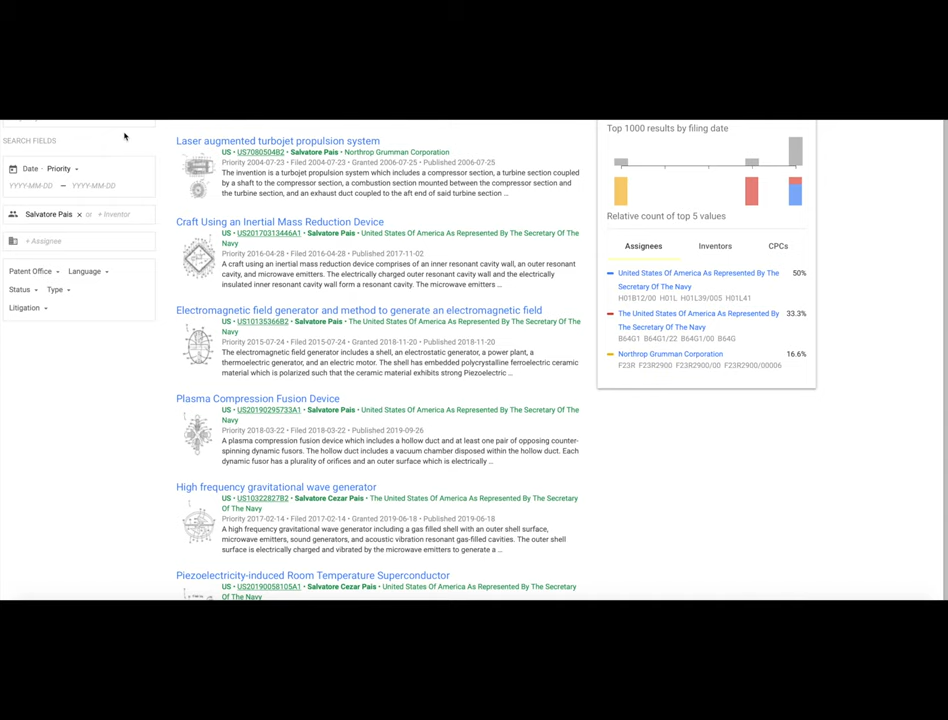 SEARCH FIELDS
Date · Priority
YYYY-MM-DD — YYYY-MM-DD
Salvatore Pais × or + Inventor
+ Assignee
Patent Office Language
Status Type
Litigation
Laser augmented turbojet propulsion system
US • US7080504B2 • Salvatore Pais • Northrop Grumman Corporation
Priority 2004-07-23 • Filed 2004-07-23 • Granted 2006-07-25 • Published 2006-07-25
The invention is a turbojet propulsion system which includes a compressor section, a turbine section coupled
by a shaft to the compressor section, a combustion section mounted between the compressor section and
the turbine section, and an exhaust duct coupled to the aft end of said turbine section ...
Craft Using an Inertial Mass Reduction Device
US • US20170313446A1 • Salvatore Pais • United States Of America As Represented By The Secretary Of The
Navy
Priority 2016-04-28 • Filed 2016-04-28 • Published 2017-11-02
A craft using an inertial mass reduction device comprises of an inner resonant cavity wall, an outer resonant
cavity, and microwave emitters. The electrically charged outer resonant cavity wall and the electrically
insulated inner resonant cavity wall form a resonant cavity. The microwave emitters ...
Electromagnetic field generator and method to generate an electromagnetic field
US • US10135366B2 • Salvatore Pais • The United States Of America As Represented By The Secretary Of The
Navy
Priority 2015-07-24 • Filed 2015-07-24 • Granted 2018-11-20 • Published 2018-11-20
The electromagnetic field generator includes a shell, an electrostatic generator, a power plant, a
thermoelectric generator, and an electric motor. The shell has embedded polycrystalline ferroelectric ceramic
material which is polarized such that the ceramic material exhibits strong Piezoelectric ...
Plasma Compression Fusion Device
US • US20190295733A1 • Salvatore Pais • United States Of America As Represented By The Secretary Of The
Navy
Priority 2018-03-22 • Filed 2018-03-22 • Published 2019-09-26
A plasma compression fusion device which includes a hollow duct and at least one pair of opposing counter-
spinning dynamic fusors. The hollow duct includes a vacuum chamber disposed within the hollow duct. Each
dynamic fusor has a plurality of orifices and an outer surface which is electrically ...
High frequency gravitational wave generator
US • US10322827B2 • Salvatore Cezar Pais • The United States Of America As Represented By The Secretary
Of The Navy
Priority 2017-02-14 • Filed 2017-02-14 • Granted 2019-06-18 • Published 2019-06-18
A high frequency gravitational wave generator including a gas filled shell with an outer shell surface,
microwave emitters, sound generators, and acoustic vibration resonant gas-filled cavities. The outer shell
surface is electrically charged and vibrated by the microwave emitters to generate a ...
Piezoelectricity-induced Room Temperature Superconductor
US • US20190058105A1 • Salvatore Cezar Pais • United States Of America As Represented By The Secretary
Of The Navy
Top 1000 results by filing date
Relative count of top 5 values
Assignees Inventors CPCs
United States Of America As Represented By The 50%
Secretary Of The Navy
H01B12/00 H01L H01L39/005 H01L41
The United States Of America As Represented By 33.3%
The Secretary Of The Navy
B64G1 B64G1/22 B64G1/00 B64G
Northrop Grumman Corporation 16.6%
F23R F23R2900 F23R2900/00 F23R2900/00006